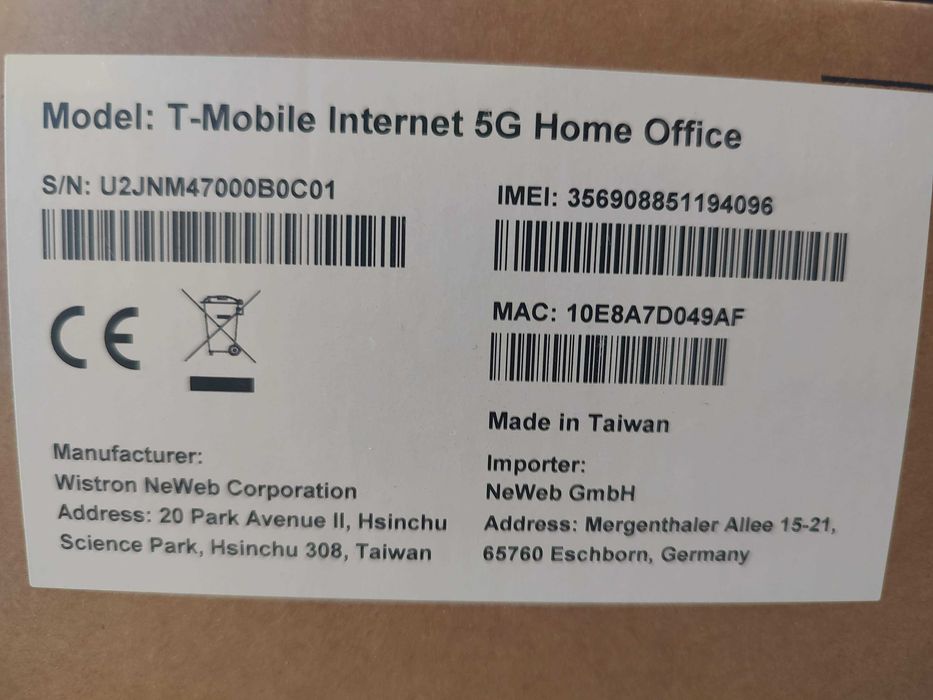 Model: T-Mobile Internet 5G Home Office
S/N: U2JNM47000B0C01
IMEI: 356908851194096
MAC: 10E8A7D049AF
CE
Made in Taiwan
Manufacturer:
Wistron NeWeb Corporation
Address: 20 Park Avenue II, Hsinchu
Science Park, Hsinchu 308, Taiwan
Importer:
NeWeb GmbH
Address: Mergenthaler Allee 15-21,
65760 Eschborn, Germany